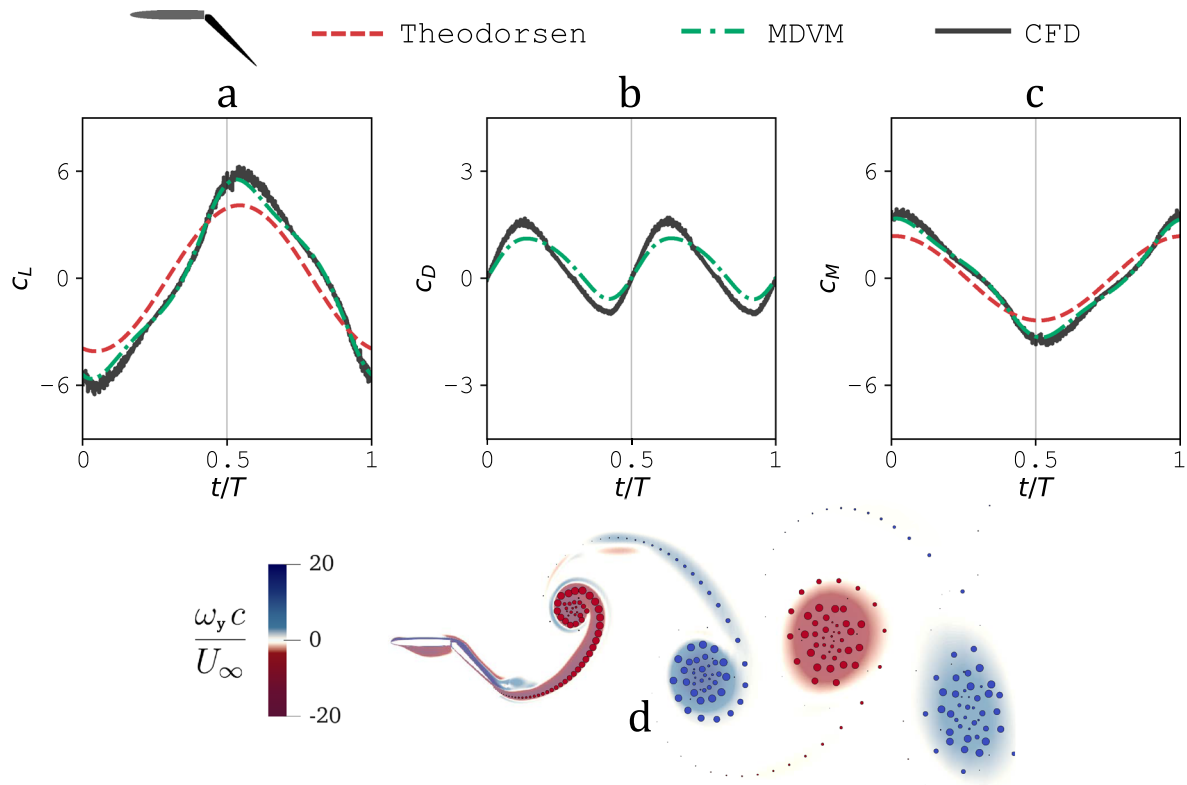 Theodorsen MDVM CFD
a b c
6 3 6
0 0 0
−6 −3 −6
c_L c_D c_M
0 0.5 1 0 0.5 1 0 0.5 1
t/T t/T t/T
20
ω_y c
0
U_∞
-20
d